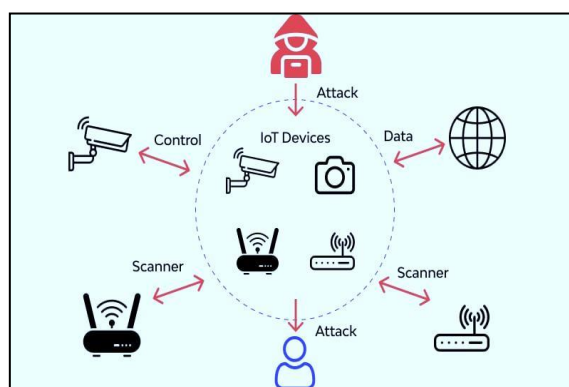 Attack
IoT Devices
Control
Data
Scanner
Scanner
Attack